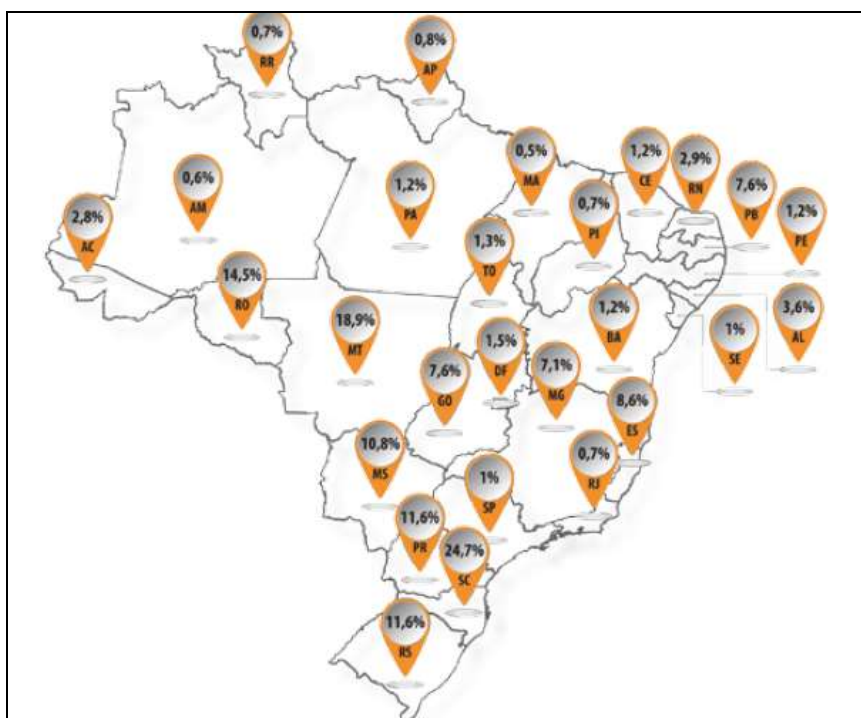 0,7%
RR
0,8%
AP
0,6%
AM
1,2%
PA
0,5%
MA
1,2%
CE
2,9%
RN
7,6%
PB
1,2%
PE
2,8%
AC
0,7%
PI
1,3%
TO
14,5%
RO
18,9%
MT
1,2%
BA
1%
SE
3,6%
AL
1,5%
DF
7,6%
GO
7,1%
MG
8,6%
ES
10,8%
MS
0,7%
RJ
1%
SP
11,6%
PR
24,7%
SC
11,6%
RS